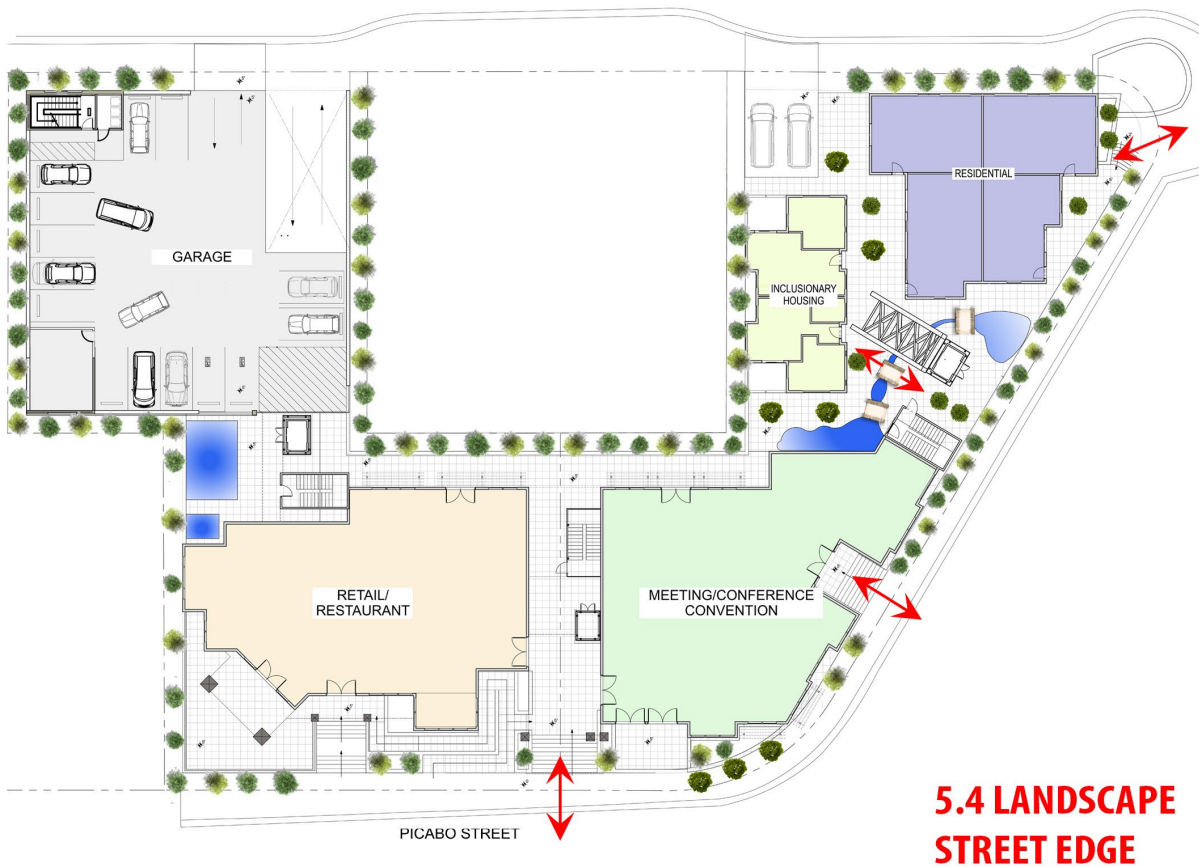 RESIDENTIAL
GARAGE
INCLUSIONARY
HOUSING
RETAIL/
RESTAURANT
MEETING/CONFERENCE
CONVENTION
PICABO STREET
5.4 LANDSCAPE
STREET EDGE